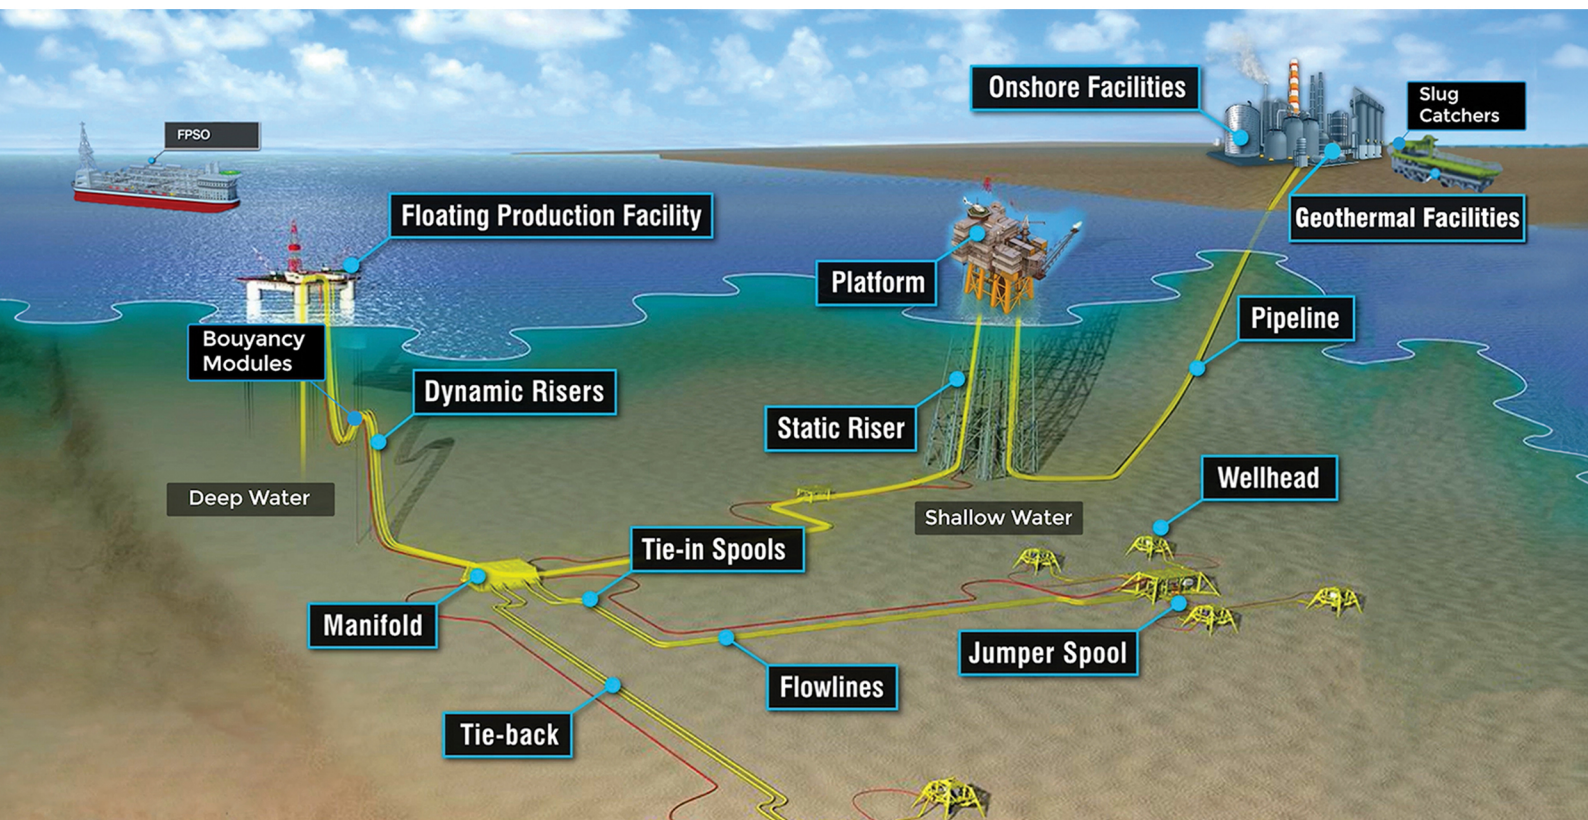 Onshore Facilities
Slug
Catchers
FPSO
Floating Production Facility
Geothermal Facilities
Platform
Pipeline
Bouyancy
Modules
Dynamic Risers
Static Riser
Wellhead
Deep Water
Shallow Water
Tie-in Spools
Manifold
Jumper Spool
Flowlines
Tie-back